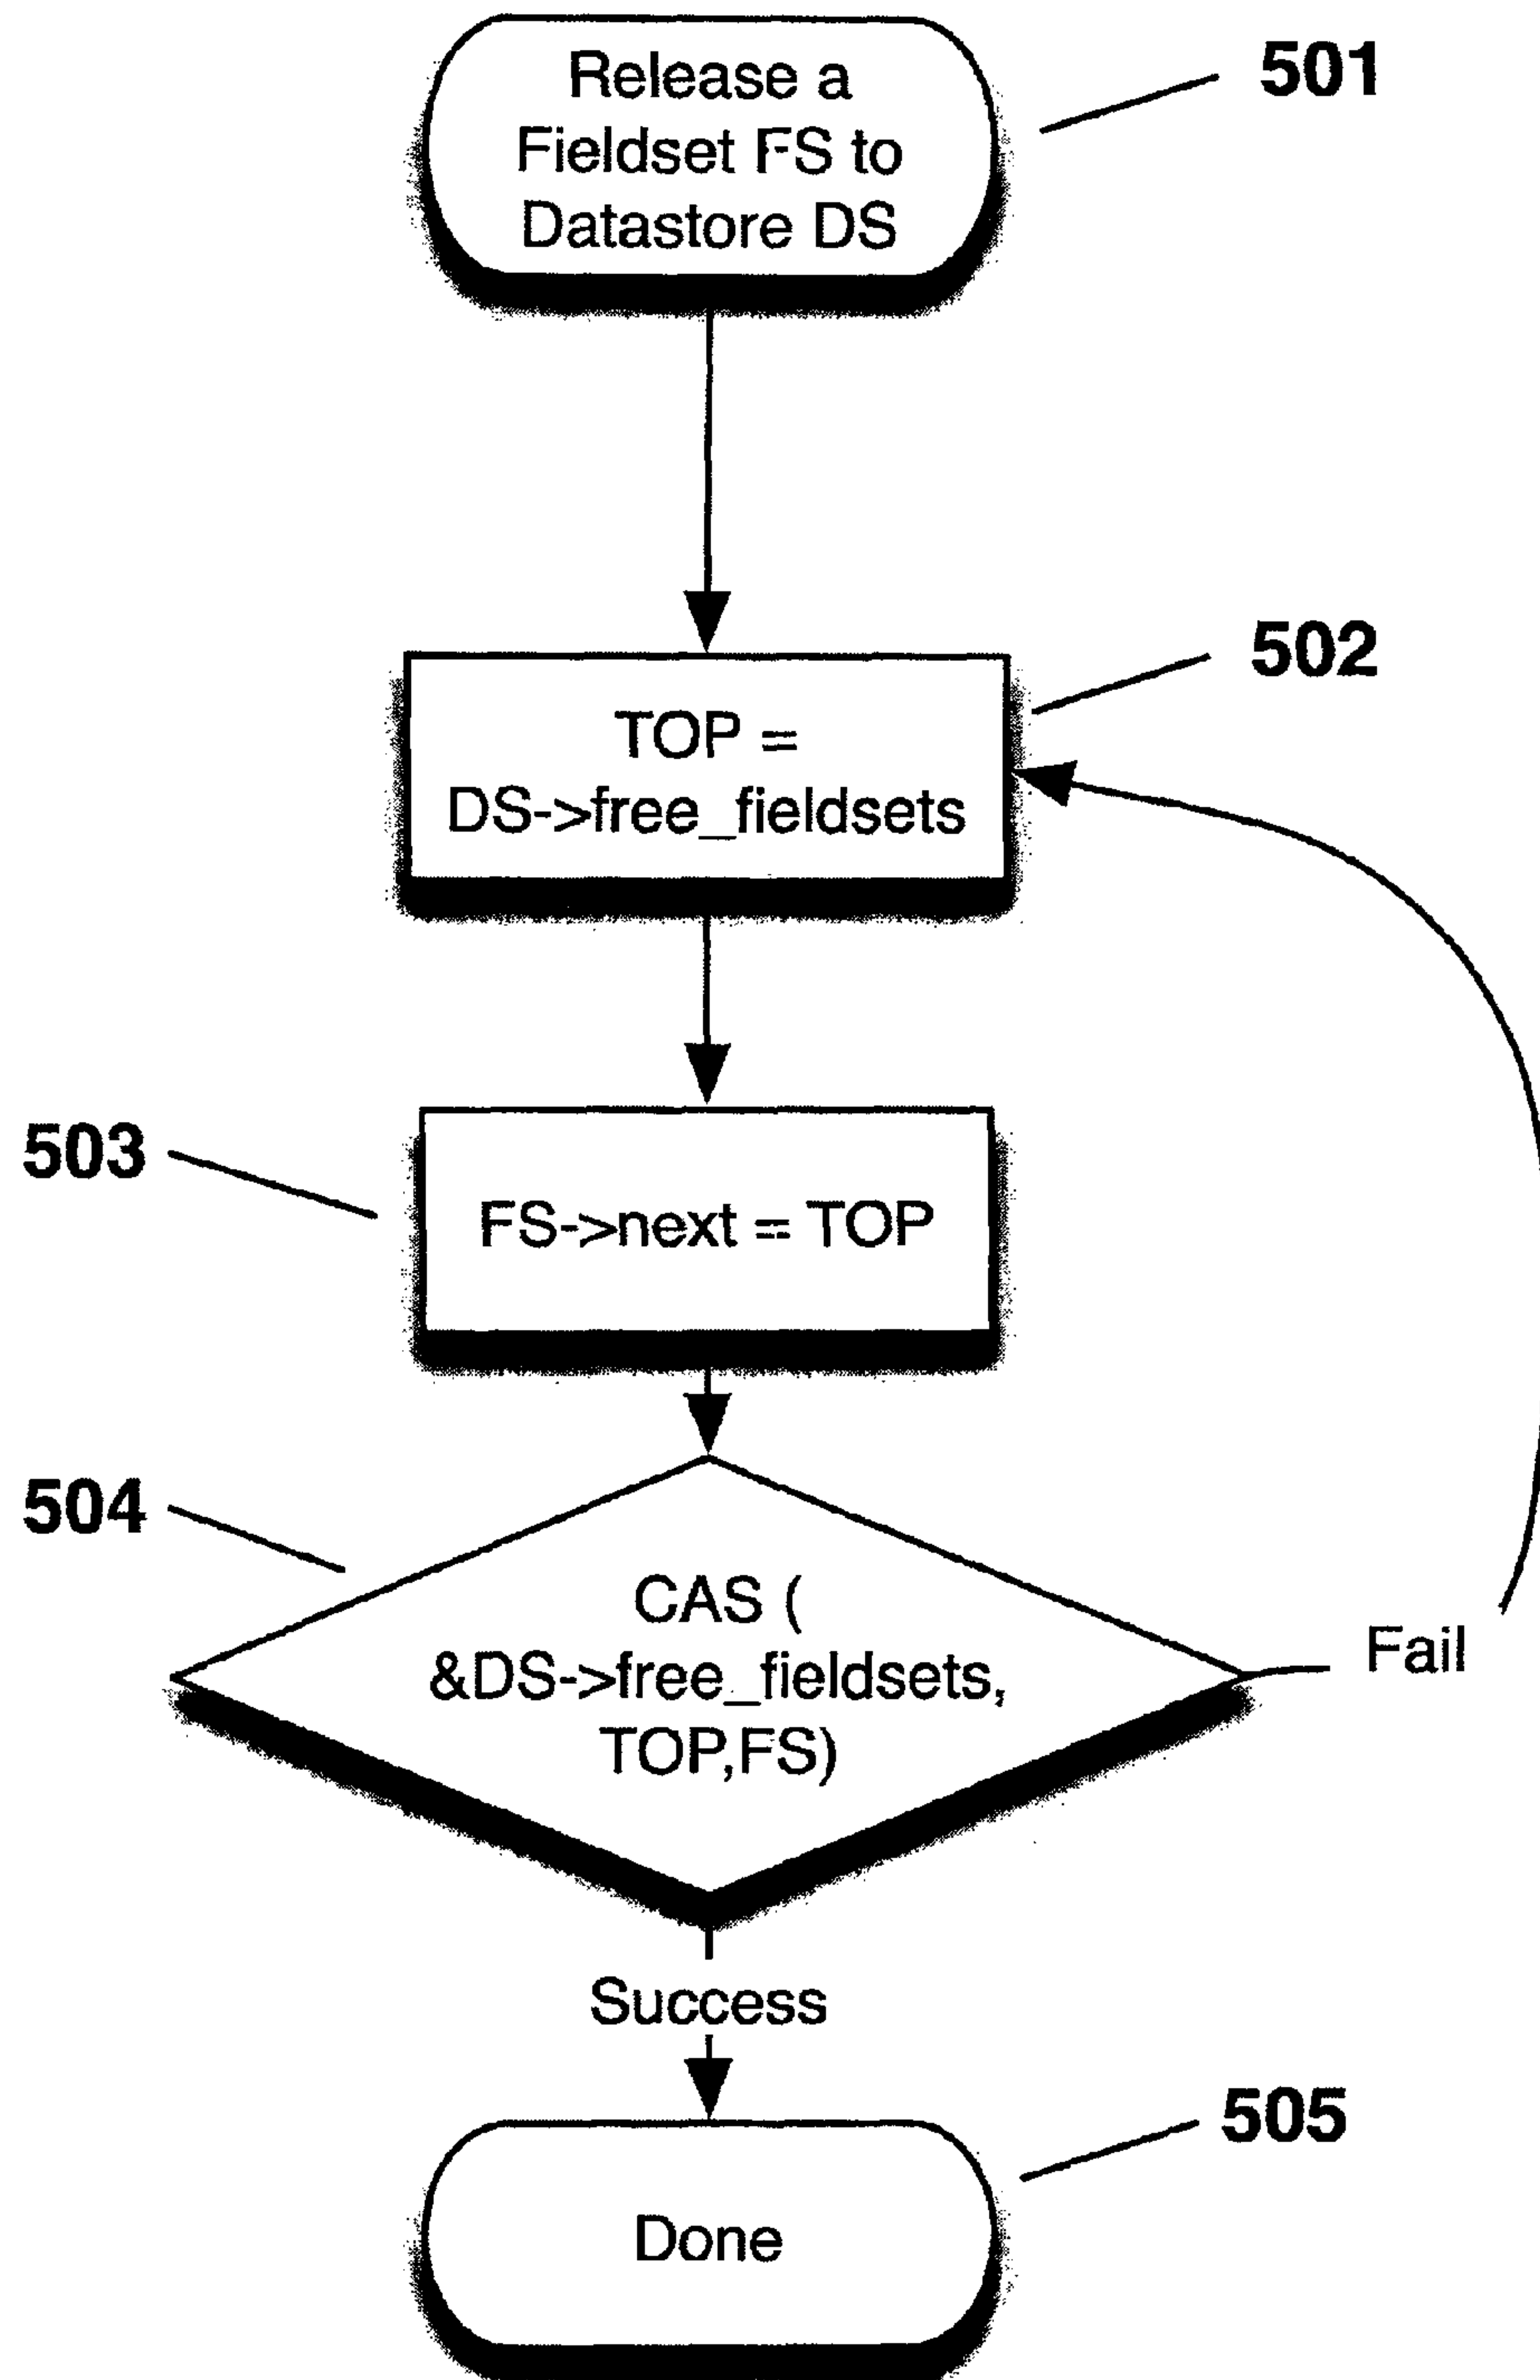 Release a
Fieldset FS to
Datastore DS
501
TOP =
DS->free_fieldsets
502
503
FS->next = TOP
504
CAS (
&DS->free_fieldsets,
TOP,FS)
Fail
Success
505
Done